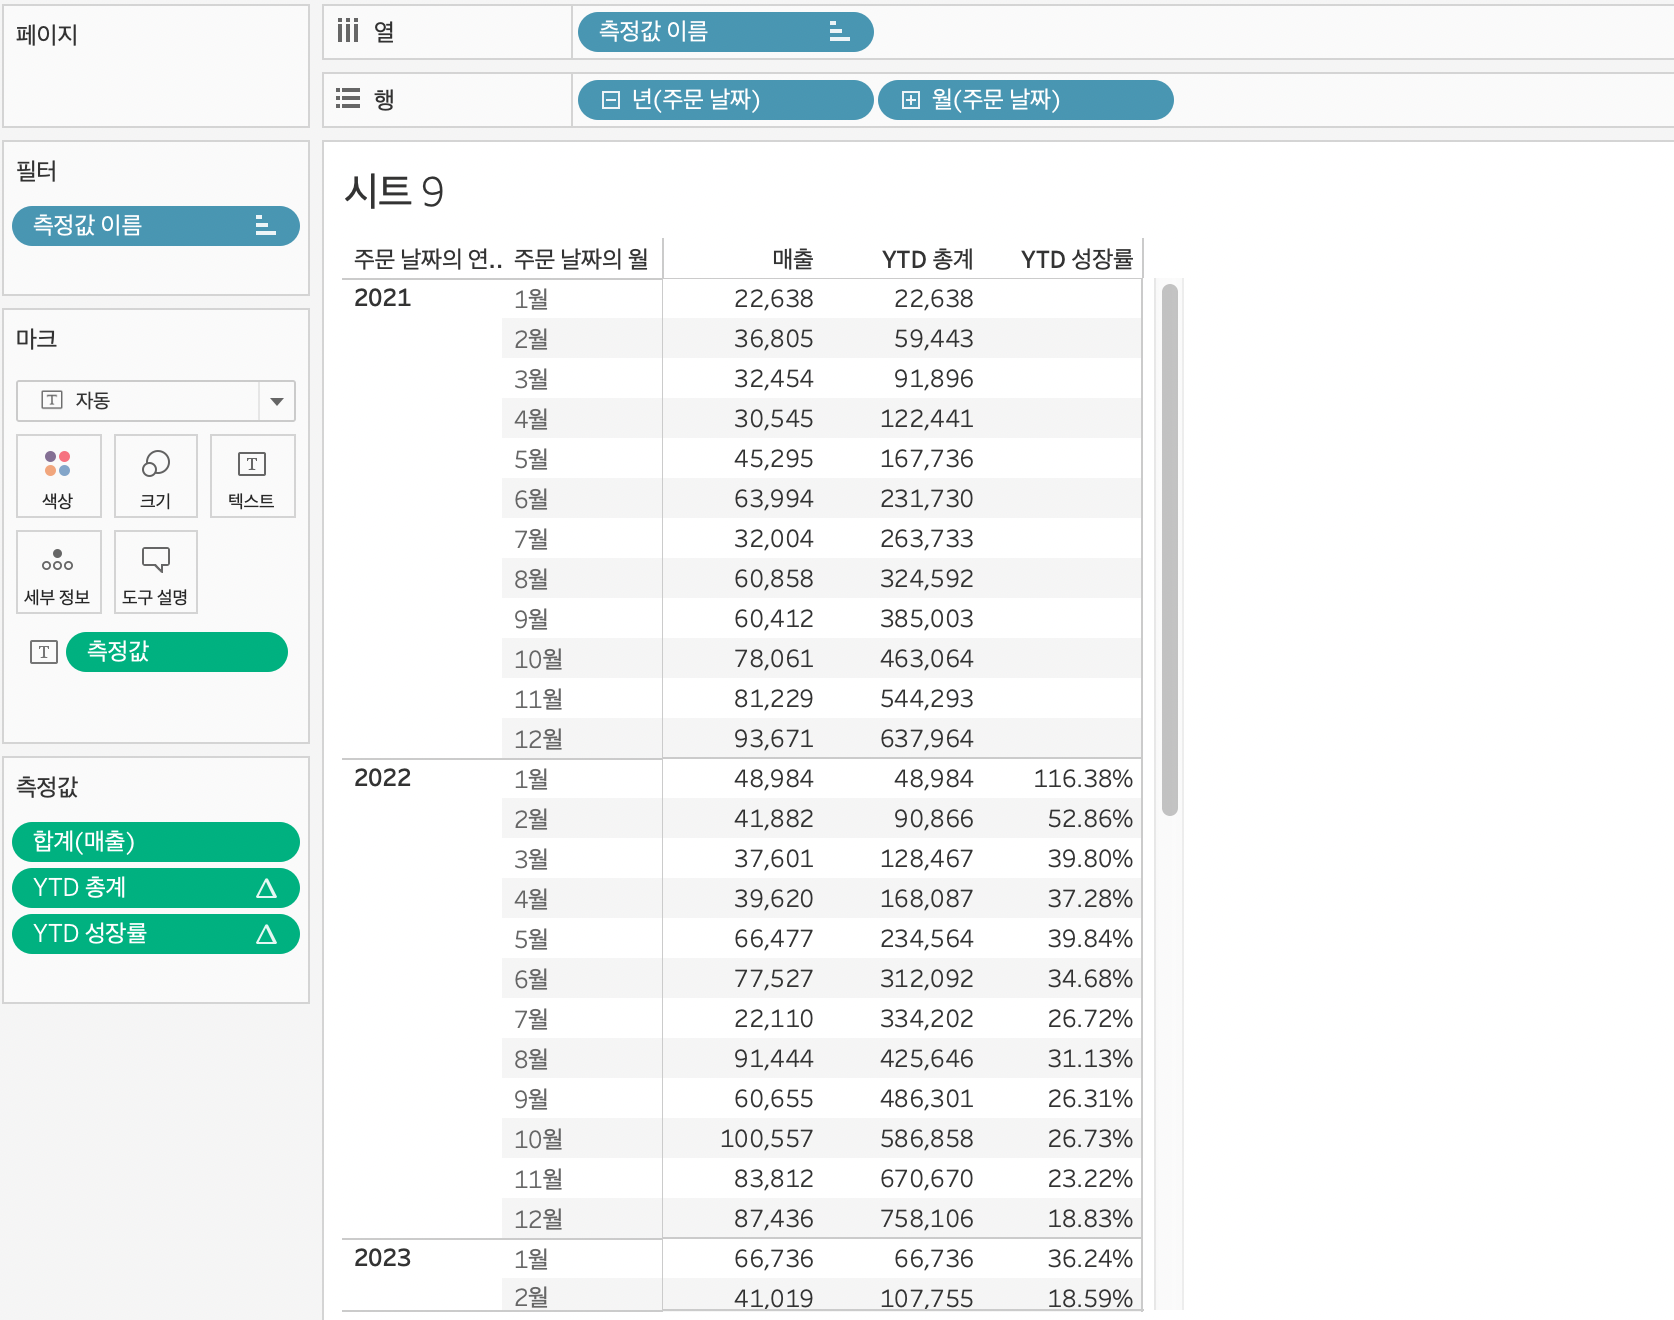 페이지
열
측정값 이름
행
년(주문 날짜)
월(주문 날짜)
필터
측정값 이름
마크
T 자동
색상
크기
T
텍스트
세부 정보
도구 설명
T 측정값
측정값
합계(매출)
YTD 총계
YTD 성장률
시트 9
주문 날짜의 연.. 주문 날짜의 월 매출 YTD 총계 YTD 성장률
2021 1월 22,638 22,638
2월 36,805 59,443
3월 32,454 91,896
4월 30,545 122,441
5월 45,295 167,736
6월 63,994 231,730
7월 32,004 263,733
8월 60,858 324,592
9월 60,412 385,003
10월 78,061 463,064
11월 81,229 544,293
12월 93,671 637,964
2022 1월 48,984 48,984 116.38%
2월 41,882 90,866 52.86%
3월 37,601 128,467 39.80%
4월 39,620 168,087 37.28%
5월 66,477 234,564 39.84%
6월 77,527 312,092 34.68%
7월 22,110 334,202 26.72%
8월 91,444 425,646 31.13%
9월 60,655 486,301 26.31%
10월 100,557 586,858 26.73%
11월 83,812 670,670 23.22%
12월 87,436 758,106 18.83%
2023 1월 66,736 66,736 36.24%
2월 41,019 107,755 18.59%